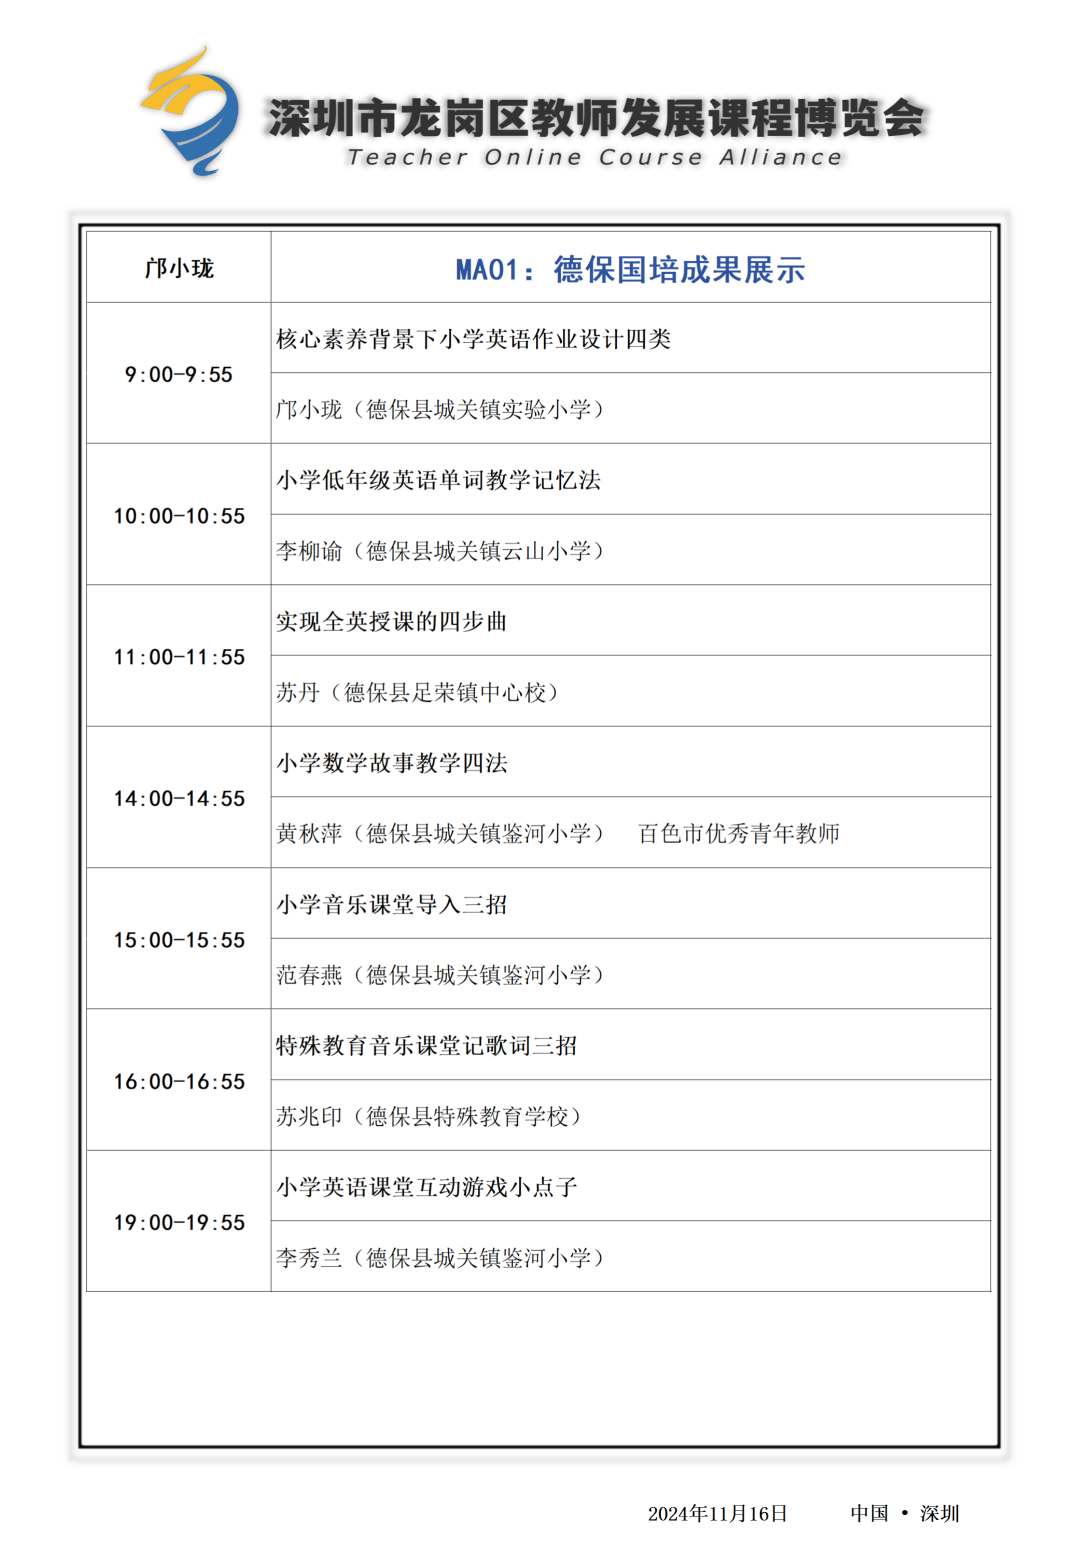 深圳市龙岗区教师发展课程博览会
Teacher Online Course Alliance
邝小珑
MA01：德保国培成果展示
9:00-9:55
核心素养背景下小学英语作业设计四类
邝小珑（德保县城关镇实验小学）
10:00-10:55
小学低年级英语单词教学记忆法
李柳谕（德保县城关镇云山小学）
11:00-11:55
实现全英授课的四步曲
苏丹（德保县足荣镇中心校）
14:00-14:55
小学数学故事教学四法
黄秋萍（德保县城关镇鉴河小学） 百色市优秀青年教师
15:00-15:55
小学音乐课堂导入三招
范春燕（德保县城关镇鉴河小学）
16:00-16:55
特殊教育音乐课堂记歌词三招
苏兆印（德保县特殊教育学校）
19:00-19:55
小学英语课堂互动游戏小点子
李秀兰（德保县城关镇鉴河小学）
2024年11月16日 中国 • 深圳